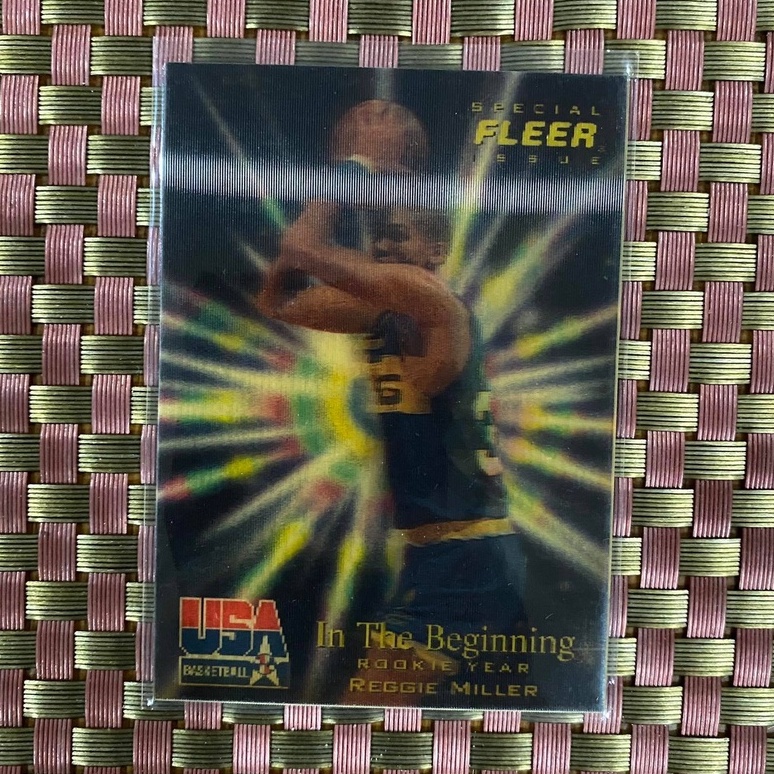 SPECIAL
FLEER
ISSUE
USA
BASKETBALL
In The Beginning
ROOKIE YEAR
REGGIE MILLER